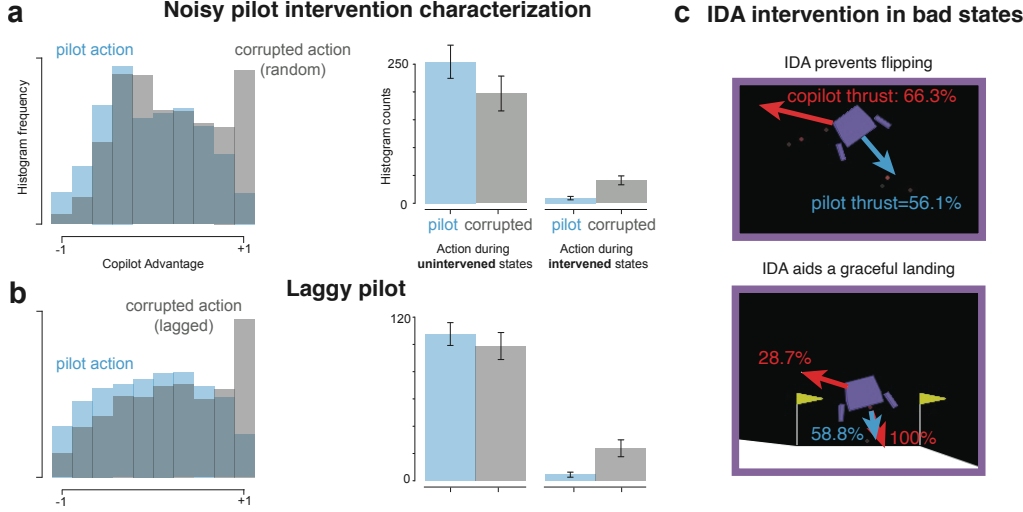 a
Noisy pilot intervention characterization
pilot action
corrupted action
(random)
Histogram frequency
-1
+1
Copilot Advantage
Histogram counts
250
0
pilot corrupted
pilot corrupted
Action during
unintervened states
Action during
intervened states
b
Laggy pilot
corrupted action
(lagged)
pilot action
-1
+1
120
0
c IDA intervention in bad states
IDA prevents flipping
copilot thrust: 66.3%
pilot thrust=56.1%
IDA aids a graceful landing
28.7%
58.8%
100%